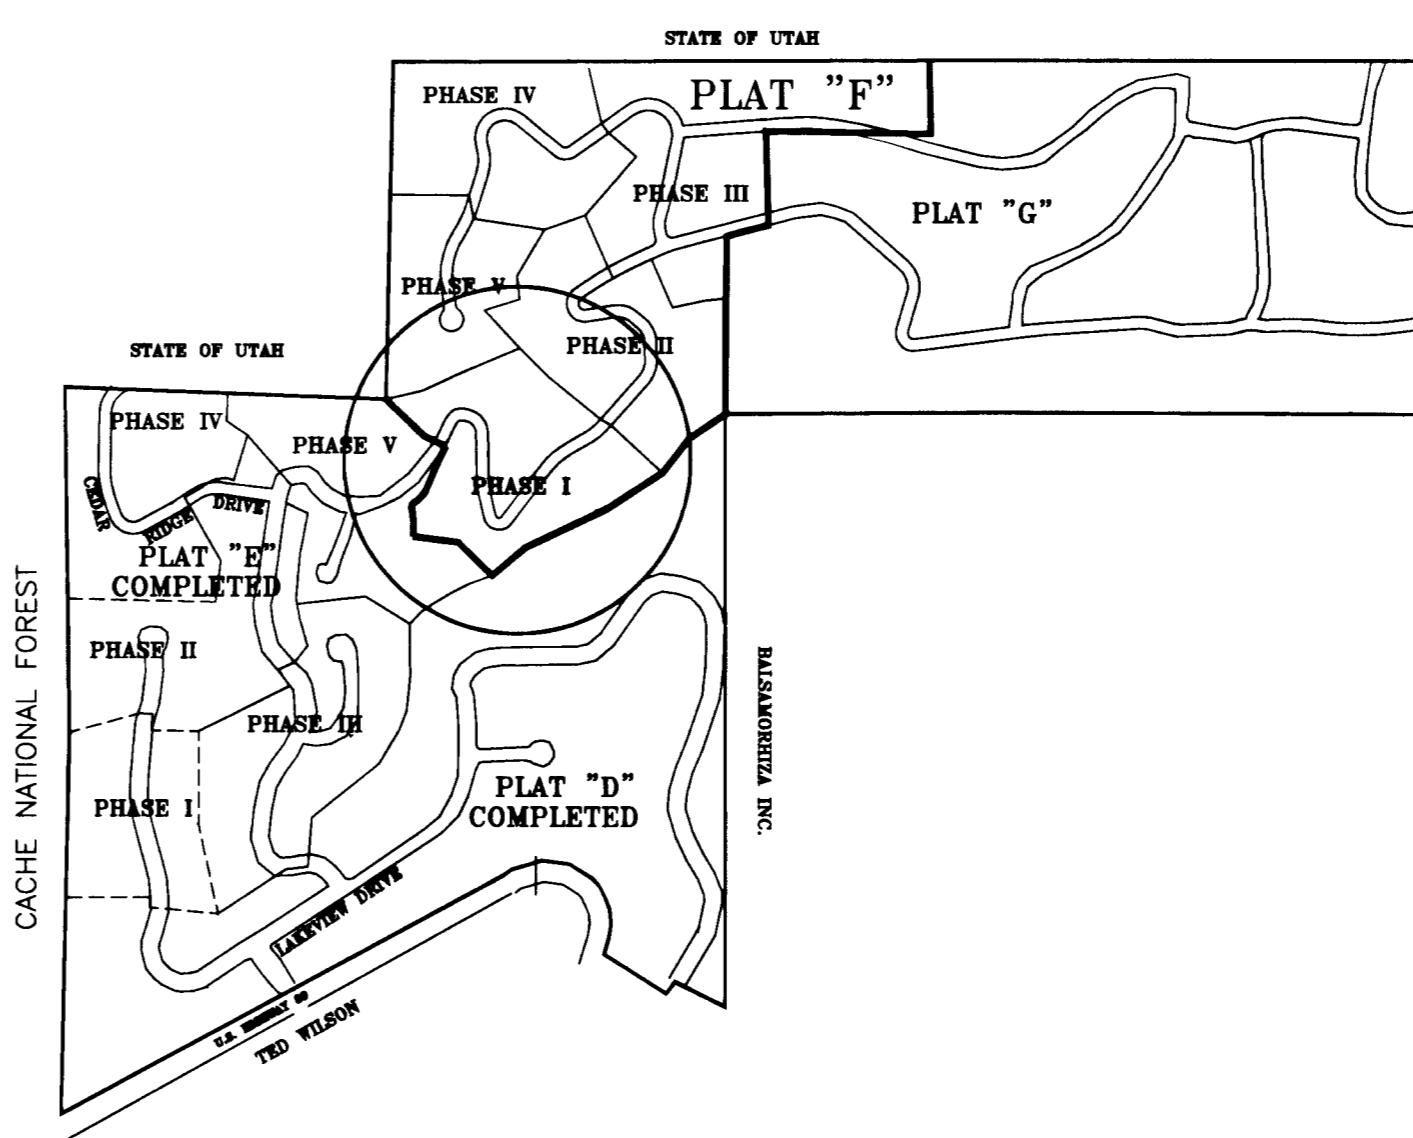 STATE OF UTAH
PHASE IV
PLAT "F"
PHASE III
PLAT "G"
PHASE V
PHASE II
STATE OF UTAH
PHASE IV
PHASE V
PHASE I
CEDAR
RIDGE
DRIVE
PLAT "E"
COMPLETED
CACHE NATIONAL FOREST
PHASE II
PHASE III
PHASE I
PLAT "D"
COMPLETED
BALSAMORHIZA INC.
LAKEVIEW DRIVE
U.S. HIGHWAY
TED WILSON